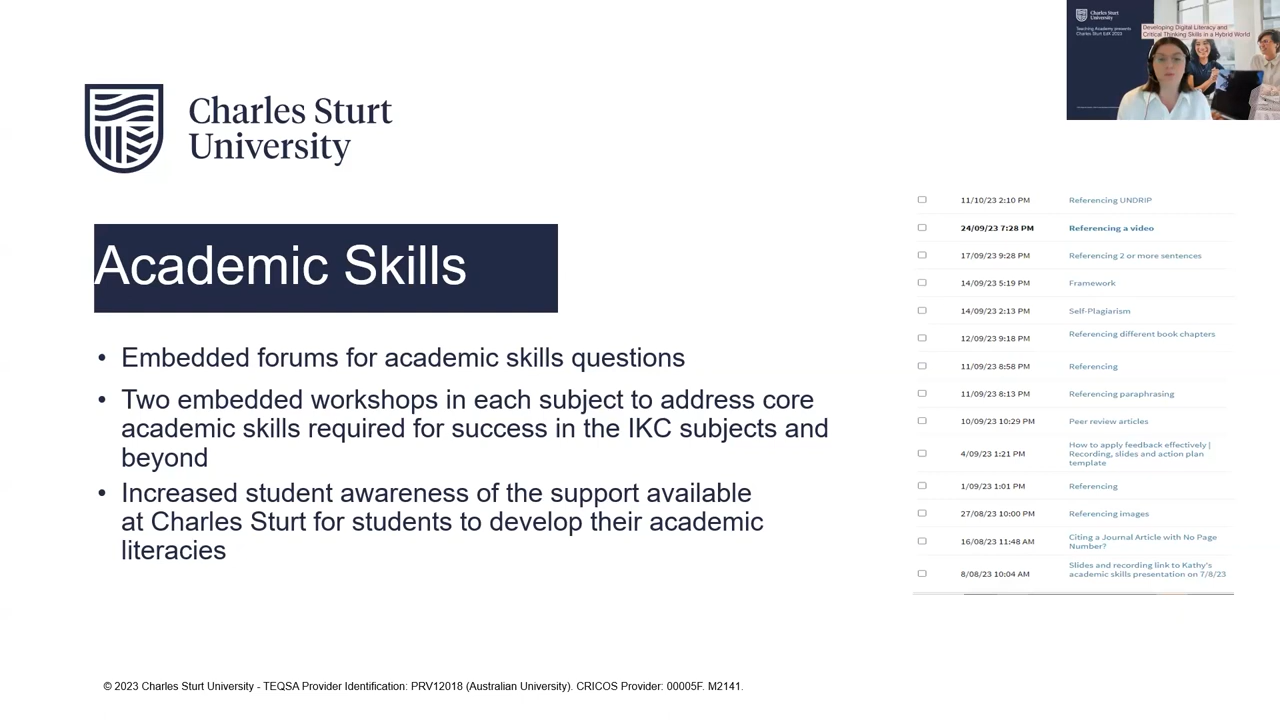 Charles Sturt
University
Academic Skills
• Embedded forums for academic skills questions
• Two embedded workshops in each subject to address core
academic skills required for success in the IKC subjects and
beyond
• Increased student awareness of the support available
at Charles Sturt for students to develop their academic
literacies
Charles Sturt
University
Teaching Academy presents
Charles Sturt Edit 2023
Developing Digital Literacy and
Critical Thinking Skills in a Hybrid World
11/10/23 2:10 PM Referencing UNDRIP
24/09/23 7:28 PM Referencing a video
17/09/23 9:28 PM Referencing 2 or more sentences
14/09/23 5:19 PM Framework
14/09/23 2:13 PM Self-Plagiarism
12/09/23 9:18 PM Referencing different book chapters
11/09/23 8:58 PM Referencing
11/09/23 8:13 PM Referencing paraphrasing
10/09/23 10:29 PM Peer review articles
4/09/23 1:21 PM How to apply feedback effectively |
Recording, slides and action plan
template
1/09/23 1:01 PM Referencing
27/08/23 10:00 PM Referencing images
16/08/23 11:48 AM Citing a Journal Article with No Page
Number?
8/08/23 10:04 AM Slides and recording link to Kathy's
academic skills presentation on 7/8/23
© 2023 Charles Sturt University - TEQSA Provider Identification: PRV12018 (Australian University). CRICOS Provider: 00005F. M2141.